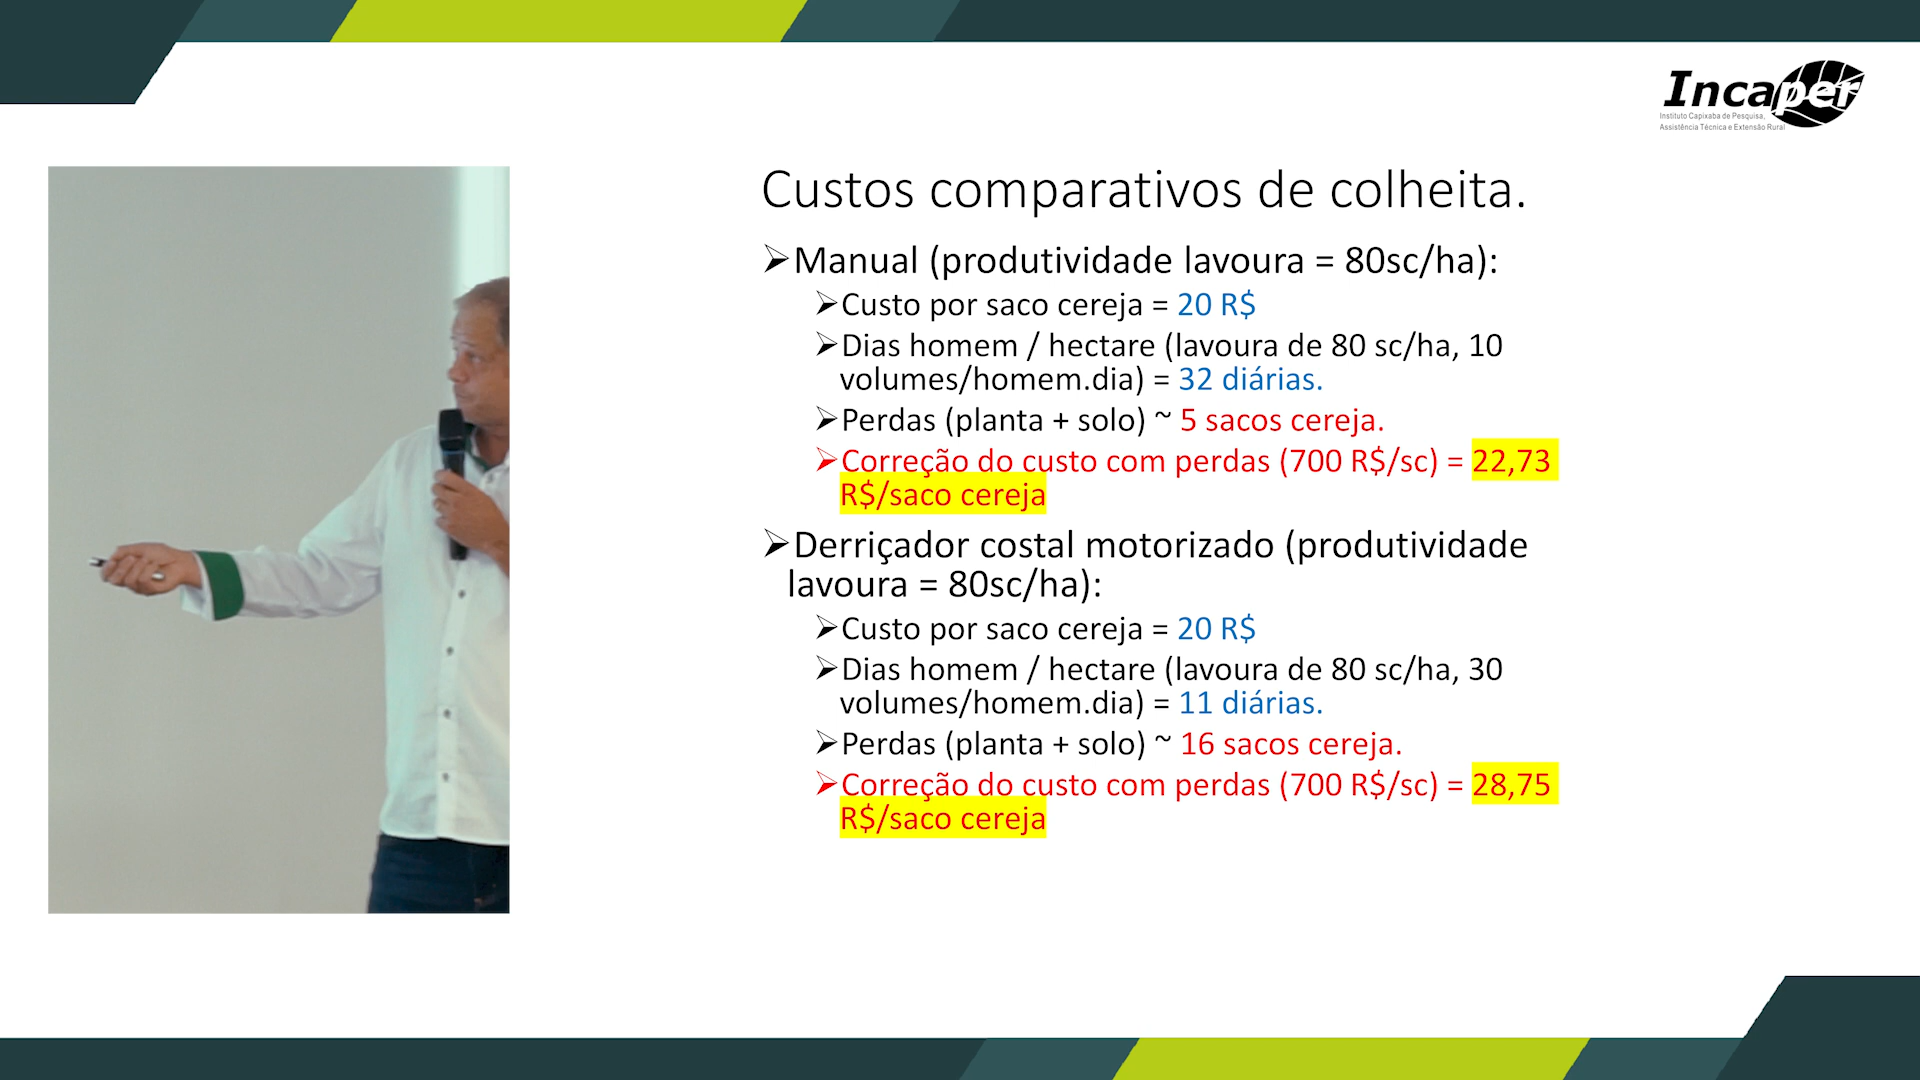 Incaper
Instituto Capixaba de Pesquisa,
Assistência Técnica e Extensão Rural
Custos comparativos de colheita.
➢Manual (produtividade lavoura = 80sc/ha):
➢Custo por saco cereja = 20 R$
➢Dias homem / hectare (lavoura de 80 sc/ha, 10
volumes/homem.dia) = 32 diárias.
➢Perdas (planta + solo) ~ 5 sacos cereja.
➢Correção do custo com perdas (700 R$/sc) = 22,73
R$/saco cereja
➢Derriçador costal motorizado (produtividade
lavoura = 80sc/ha):
➢Custo por saco cereja = 20 R$
➢Dias homem / hectare (lavoura de 80 sc/ha, 30
volumes/homem.dia) = 11 diárias.
➢Perdas (planta + solo) ~ 16 sacos cereja.
➢Correção do custo com perdas (700 R$/sc) = 28,75
R$/saco cereja